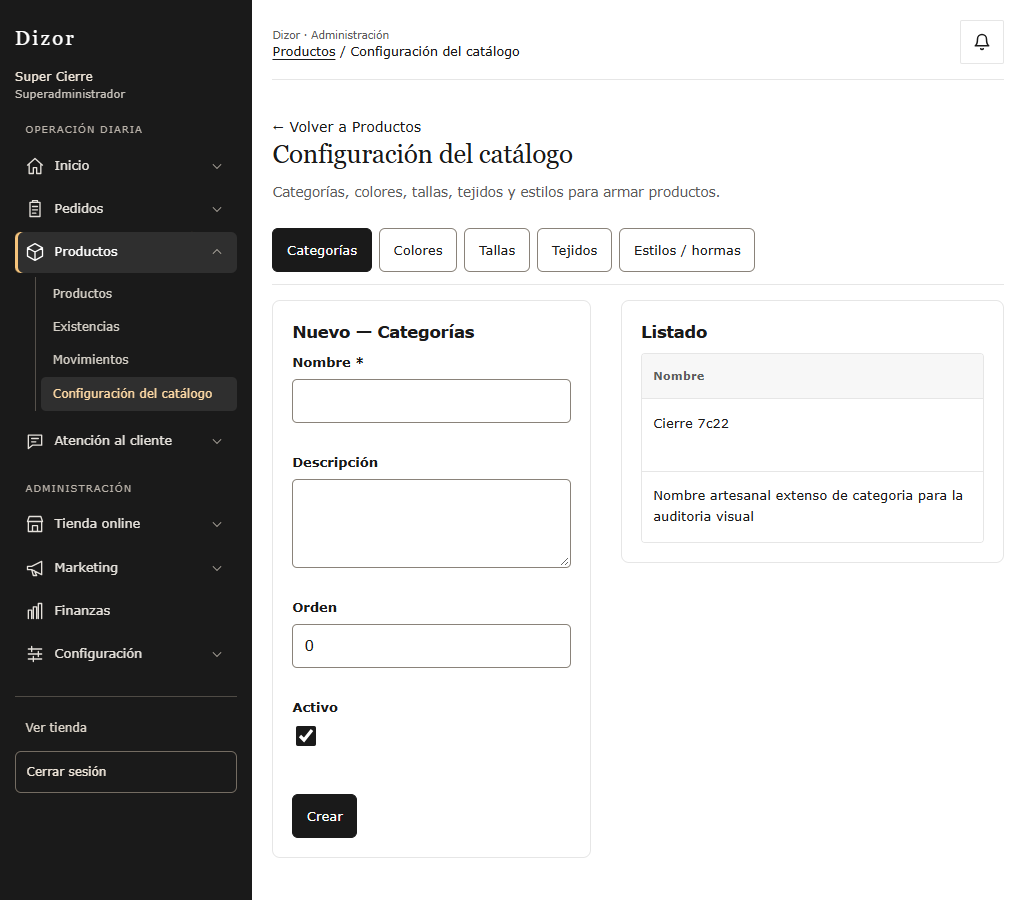 Dizor
Super Cierre
Superadministrador
OPERACIÓN DIARIA
Inicio
Pedidos
Productos
Productos
Existencias
Movimientos
Configuración del catálogo
Atención al cliente
ADMINISTRACIÓN
Tienda online
Marketing
Finanzas
Configuración
Ver tienda
Cerrar sesión
Dizor · Administración
Productos / Configuración del catálogo
← Volver a Productos
Configuración del catálogo
Categorías, colores, tallas, tejidos y estilos para armar productos.
Categorías
Colores
Tallas
Tejidos
Estilos / hormas
Nuevo — Categorías
Nombre *
Descripción
Orden
0
Activo
Crear
Listado
Nombre
Cierre 7c22
Nombre artesanal extenso de categoria para la
auditoria visual